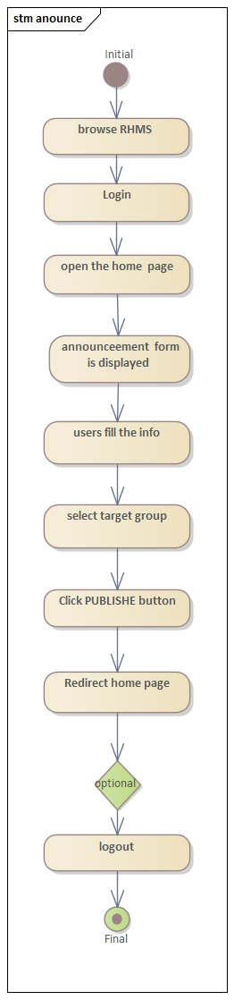 stm anounce
Initial
browse RHMS
Login
open the home  page
announceement  form
is displayed
users fill the info
select target group
Click PUBLISHE button
Redirect home page
optional
logout
Final